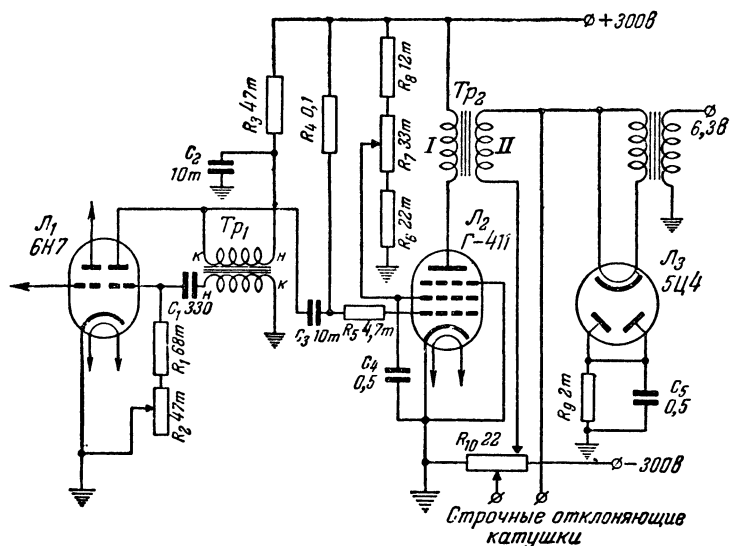 +300в
R3 47т
R4 0,1
R8 12т
Тр2
I
II
6,3в
R7 33т
R6 22т
C2
10т
Л1
6Н7
Тр1
к
н
н
к
C1 330
R1 68т
R2 47т
C3 10т
R5 4,7т
Л2
Г-411
C4
0,5
Л3
5Ц4
R9 2т
C5
0,5
R10 22
-300в
Строчные отклоняющие
катушки